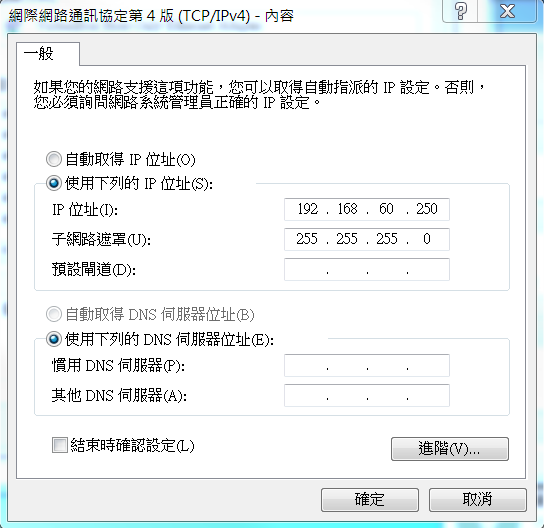 網際網路通訊協定第 4 版 (TCP/IPv4) - 內容
一般
如果您的網路支援這項功能，您可以取得自動指派的 IP 設定。否則，
您必須詢問網路系統管理員正確的 IP 設定。
自動取得 IP 位址(O)
使用下列的 IP 位址(S):
IP 位址(I): 192 . 168 . 60 . 250
子網路遮罩(U): 255 . 255 . 255 . 0
預設閘道(D): . . .
自動取得 DNS 伺服器位址(B)
使用下列的 DNS 伺服器位址(E):
慣用 DNS 伺服器(P): . . .
其他 DNS 伺服器(A): . . .
結束時確認設定(L)
進階(V)...
確定 取消